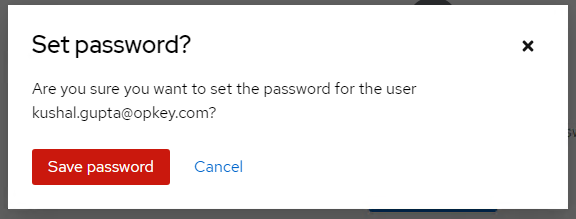 Set password?
Are you sure you want to set the password for the user
kushal.gupta@opkey.com?
Save password Cancel